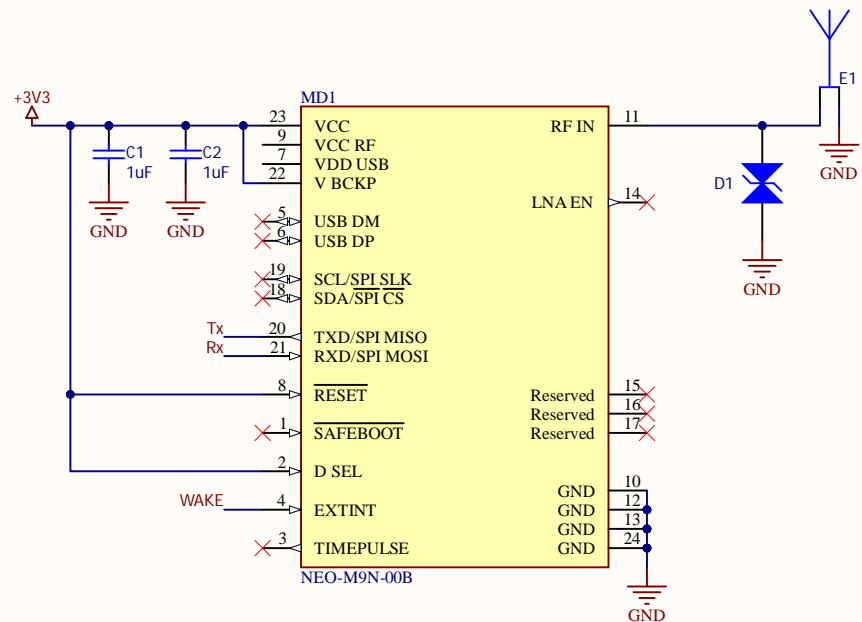 E1
+3V3
MD1
23 VCC
9 VCC RF
7 VDD USB
22 V BCKP
5 USB DM
6 USB DP
19 SCL/SPI SLK
18 SDA/SPI CS
Tx 20 TXD/SPI MISO
Rx 21 RXD/SPI MOSI
8 RESET
1 SAFEBOOT
2 D SEL
WAKE 4 EXTINT
3 TIMEPULSE
RF IN 11
LNA EN 14
Reserved 15
Reserved 16
Reserved 17
GND 10
GND 12
GND 13
GND 24
NEO-M9N-00B
C1
1uF
C2
1uF
GND
GND
D1
GND
GND
GND